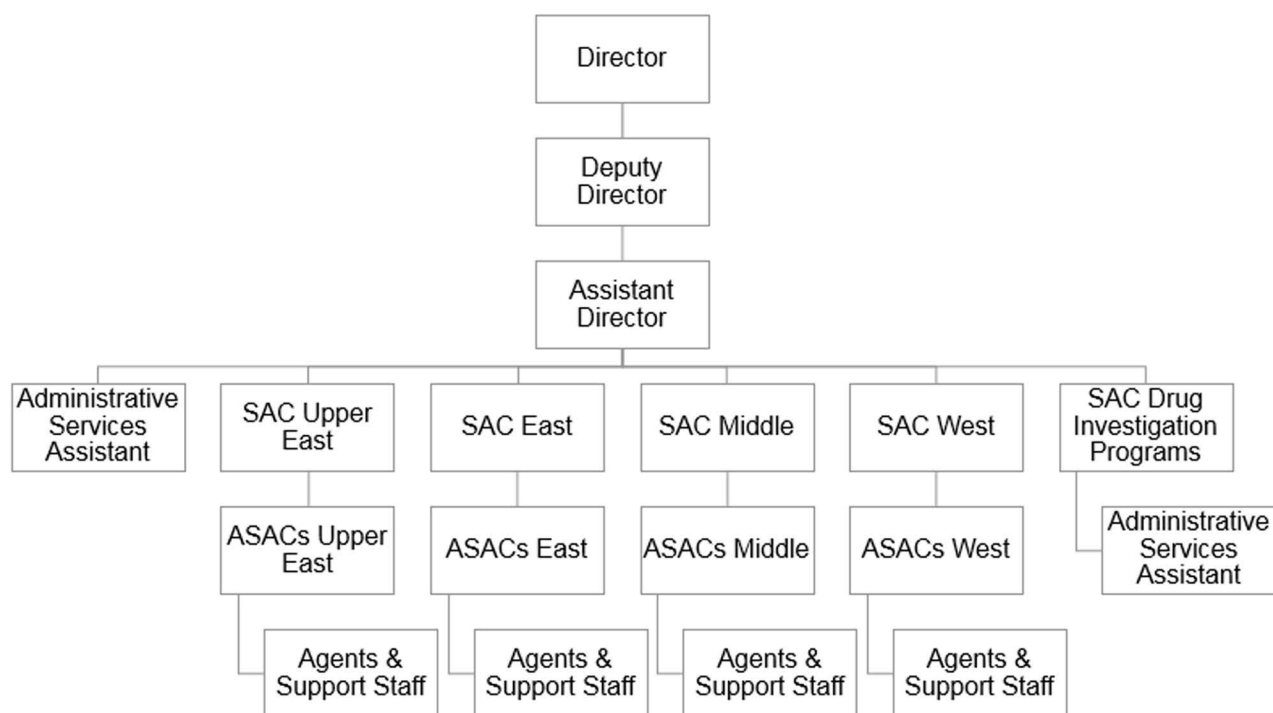 Director
Deputy
Director
Assistant
Director
Administrative
Services
Assistant
SAC Upper
East
SAC East
SAC Middle
SAC West
SAC Drug
Investigation
Programs
ASACs Upper
East
ASACs East
ASACs Middle
ASACs West
Administrative
Services
Assistant
Agents &
Support Staff
Agents &
Support Staff
Agents &
Support Staff
Agents &
Support Staff